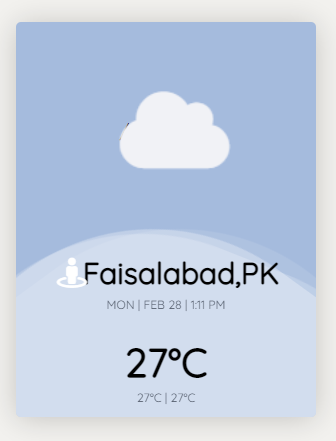 Faisalabad,PK
MON | FEB 28 | 1:11 PM
27°C
27°C | 27°C